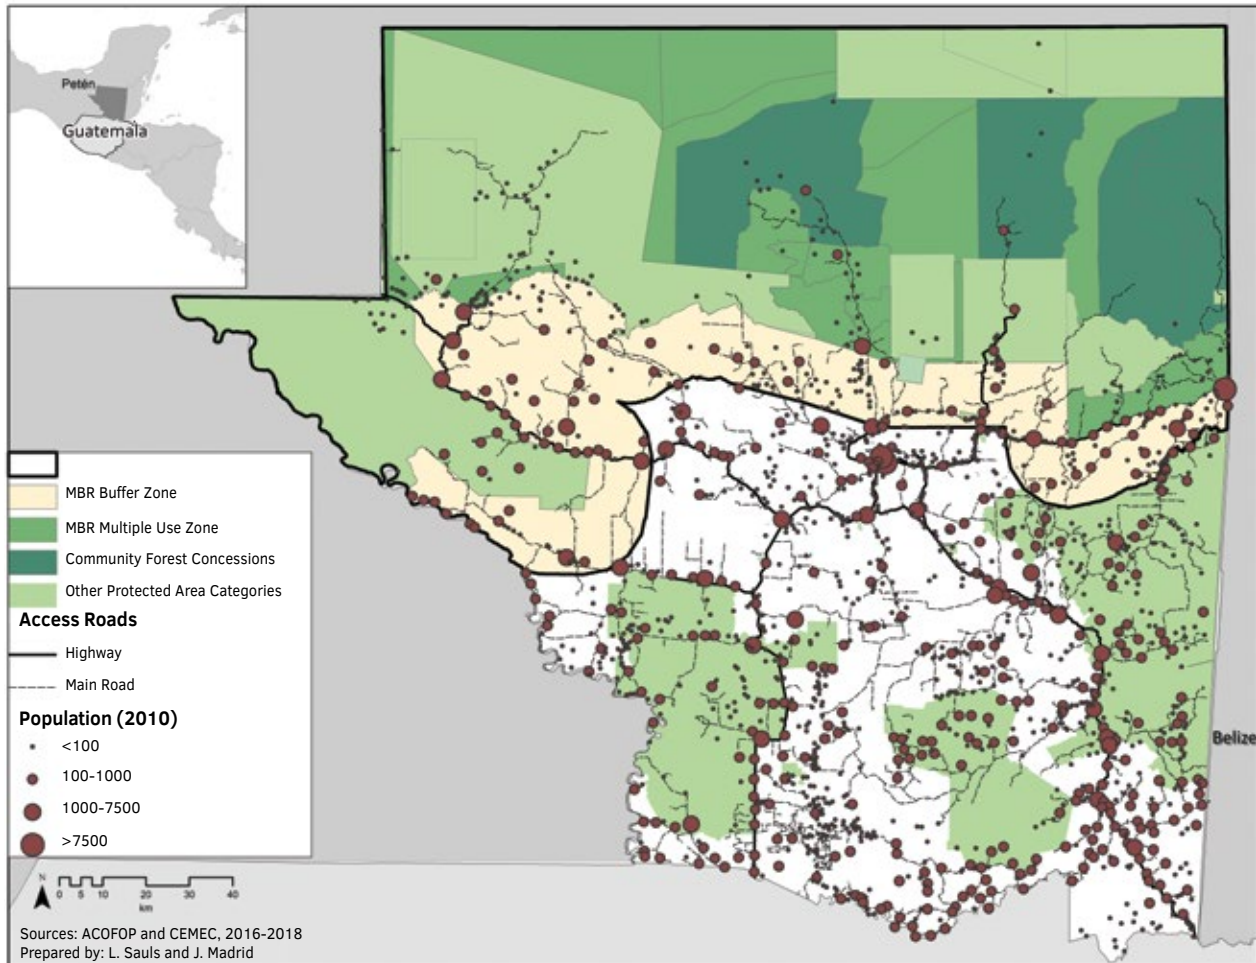 Petén
Guatemala
Belize
MBR Buffer Zone
MBR Multiple Use Zone
Community Forest Concessions
Other Protected Area Categories
Access Roads
Highway
Main Road
Population (2010)
<100
100-1000
1000-7500
>7500
N
0 5 10 20 30 40
km
Sources: ACOFOP and CEMEC, 2016-2018
Prepared by: L. Sauls and J. Madrid